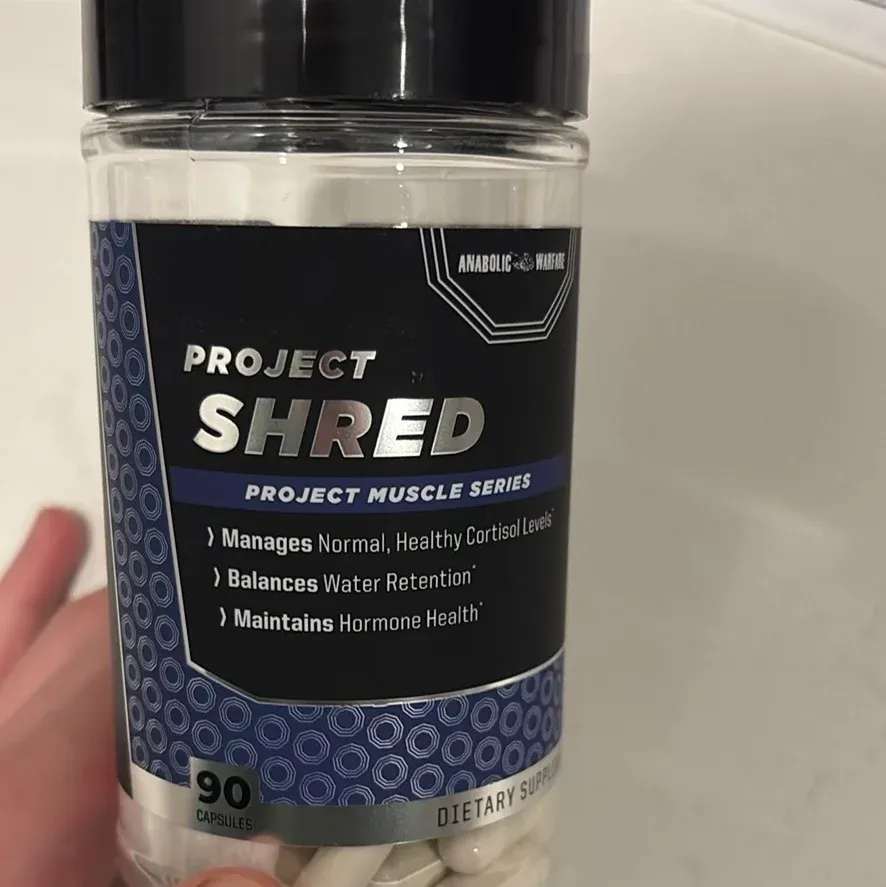 ANABOLIC WARFARE
PROJECT
SHRED
PROJECT MUSCLE SERIES
⟩ Manages Normal, Healthy Cortisol Levels*
⟩ Balances Water Retention*
⟩ Maintains Hormone Health*
90
CAPSULES
DIETARY